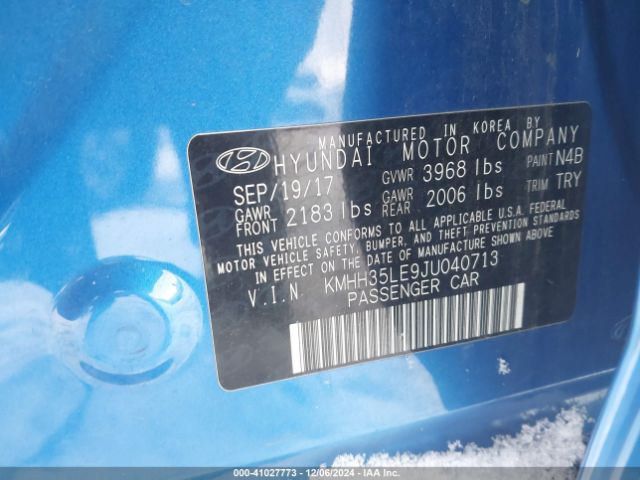 MANUFACTURED IN KOREA BY
HYUNDAI MOTOR COMPANY
SEP/19/17 GVWR 3968 lbs PAINT N4B
GAWR FRONT 2183 lbs GAWR REAR 2006 lbs TRIM TRY
THIS VEHICLE CONFORMS TO ALL APPLICABLE U.S.A. FEDERAL
MOTOR VEHICLE SAFETY, BUMPER, AND THEFT PREVENTION STANDARDS
IN EFFECT ON THE DATE OF MANUFACTURE SHOWN ABOVE
V.I.N KMHH35LE9JU040713
PASSENGER CAR
000-41027773 - 12/06/2024 - IAAI.COM